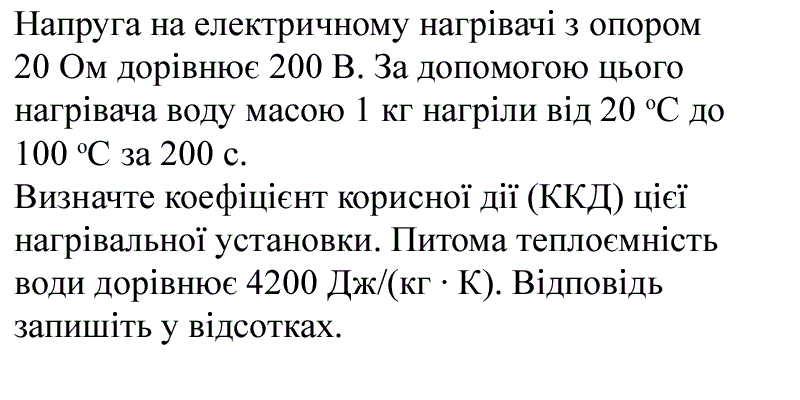 Напруга на електричному нагрівачі з опором
20 Ом дорівнює 200 В. За допомогою цього
нагрівача воду масою 1 кг нагріли від 20 ºС до
100 ºС за 200 с.
Визначте коефіцієнт корисної дії (ККД) цієї
нагрівальної установки. Питома теплоємність
води дорівнює 4200 Дж/(кг · К). Відповідь
запишіть у відсотках.